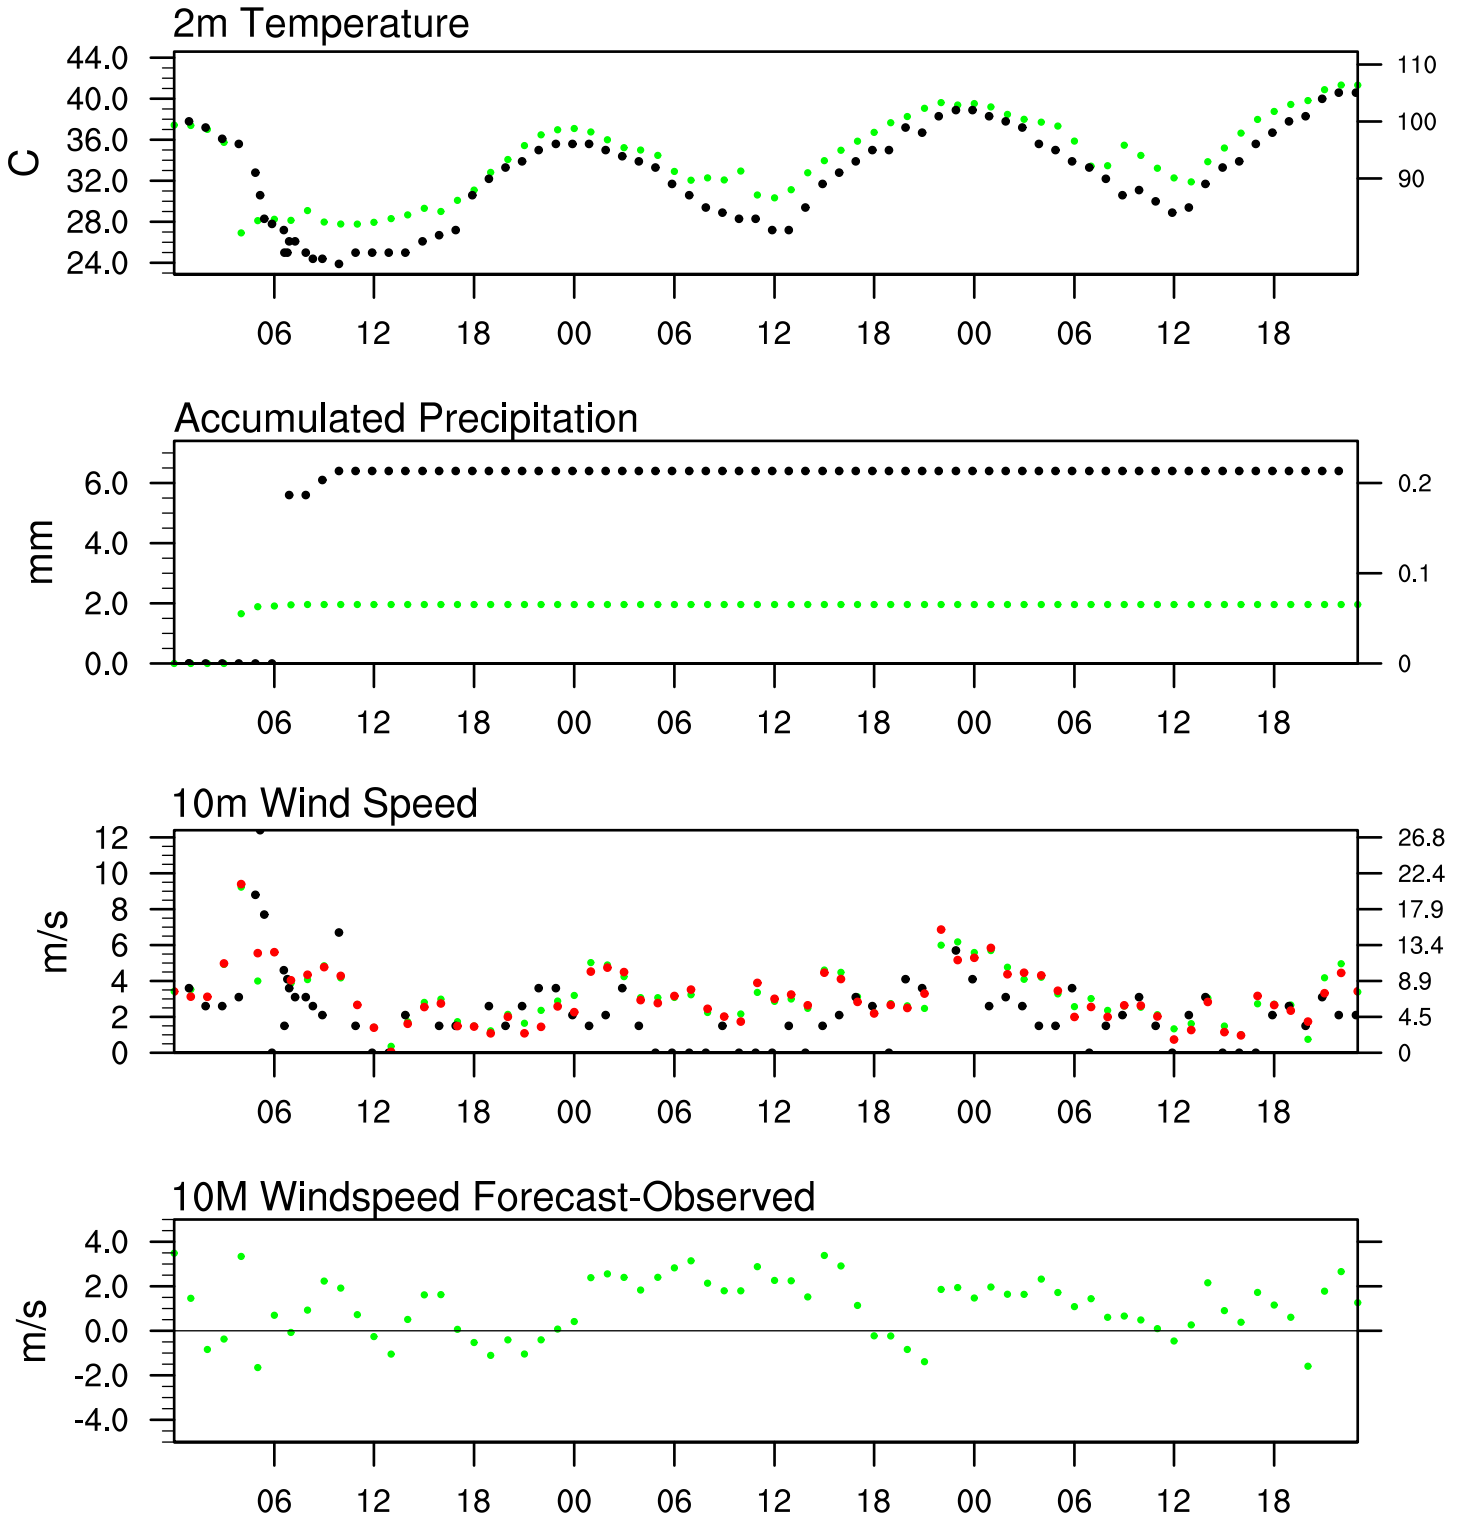 2m Temperature
44.0
40.0
36.0
32.0
28.0
24.0
C
110
100
90
06 12 18 00 06 12 18 00 06 12 18
Accumulated Precipitation
6.0
4.0
2.0
0.0
mm
0.2
0.1
0
06 12 18 00 06 12 18 00 06 12 18
10m Wind Speed
12
10
8
6
4
2
0
m/s
26.8
22.4
17.9
13.4
8.9
4.5
0
06 12 18 00 06 12 18 00 06 12 18
10M Windspeed Forecast-Observed
4.0
2.0
0.0
-2.0
-4.0
m/s
06 12 18 00 06 12 18 00 06 12 18